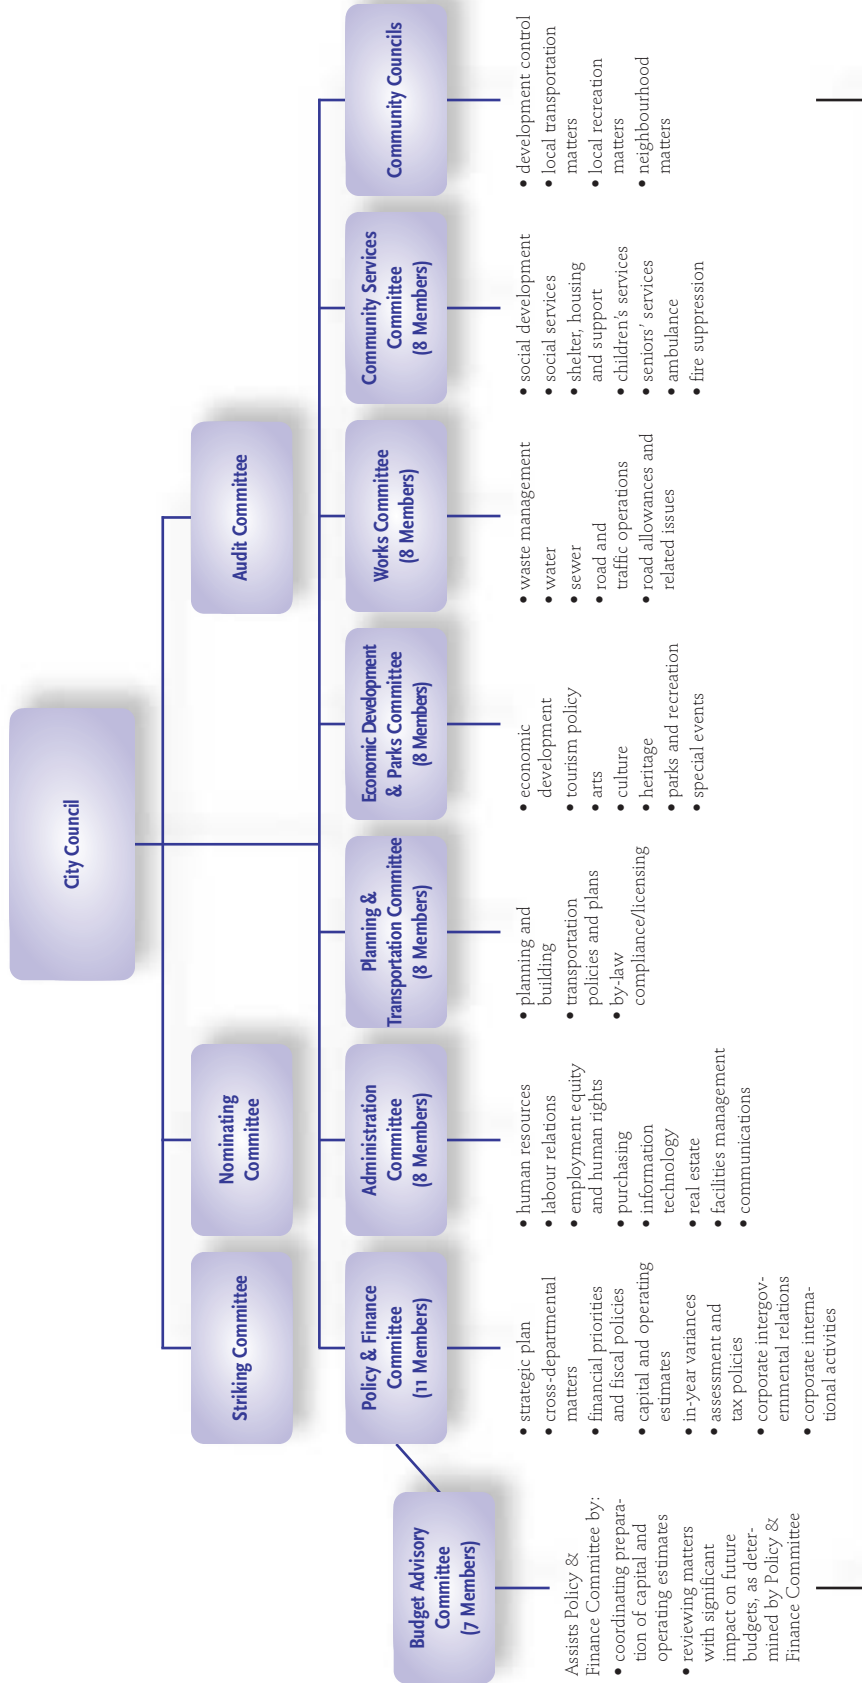 City Council
Striking Committee
Nominating
Committee
Audit Committee
Budget Advisory
Committee
(7 Members)
Assists Policy &
Finance Committee by:
• coordinating prepara-
tion of capital and
operating estimates
• reviewing matters
with significant
impact on future
budgets, as deter-
mined by Policy &
Finance Committee
Policy & Finance
Committee
(11 Members)
• strategic plan
• cross-departmental
matters
• financial priorities
and fiscal policies
• capital and operating
estimates
• in-year variances
• assessment and
tax policies
• corporate intergov-
ernmental relations
• corporate interna-
tional activities
Administration
Committee
(8 Members)
• human resources
• labour relations
• employment equity
and human rights
• purchasing
• information
technology
• real estate
• facilities management
• communications
Planning &
Transportation Committee
(8 Members)
• planning and
building
• transportation
policies and plans
• by-law
compliance/licensing
Economic Development
& Parks Committee
(8 Members)
• economic
development
• tourism policy
• arts
• culture
• heritage
• parks and recreation
• special events
Works Committee
(8 Members)
• waste management
• water
• sewer
• road and
traffic operations
• road allowances and
related issues
Community Services
Committee
(8 Members)
• social development
• social services
• shelter, housing
and support
• children's services
• seniors' services
• ambulance
• fire suppression
Community Councils
• development control
• local transportation
matters
• local recreation
matters
• neighbourhood
matters